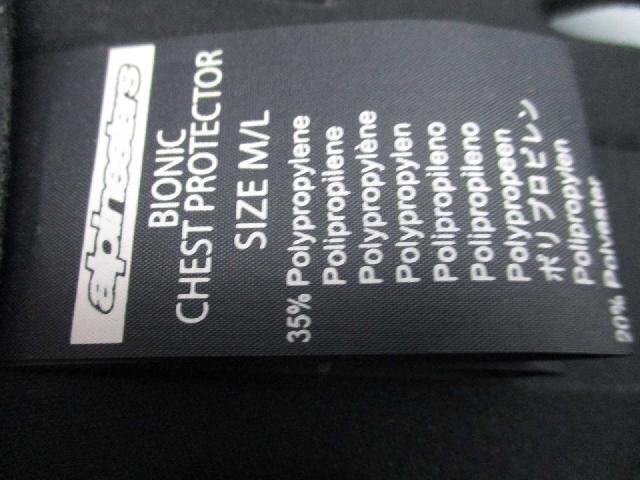 alpinestars
BIONIC
CHEST PROTECTOR
SIZE M/L
35% Polypropylene
Polipropilene
Polypropylène
Polypropylen
Polipropileno
Polipropileno
Polypropeen
ポリプロピレン
Polipropylen
20% Polyester